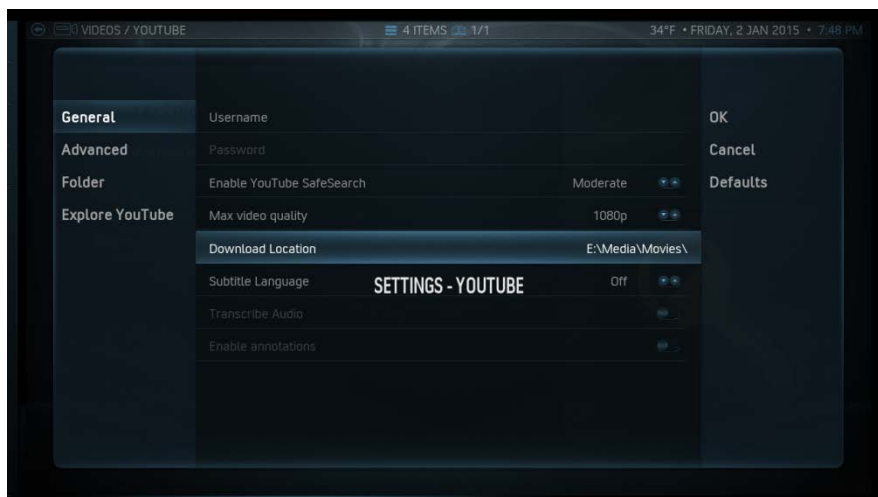 VIDEOS / YOUTUBE 4 ITEMS 1/1 34°F • FRIDAY, 2 JAN 2015 • 7:48 PM
General
Advanced
Folder
Explore YouTube
Username
Password
Enable YouTube SafeSearch Moderate
Max video quality 1080p
Download Location E:\Media\Movies\
Subtitle Language Off
SETTINGS - YOUTUBE
Transcribe Audio
Enable annotations
OK
Cancel
Defaults